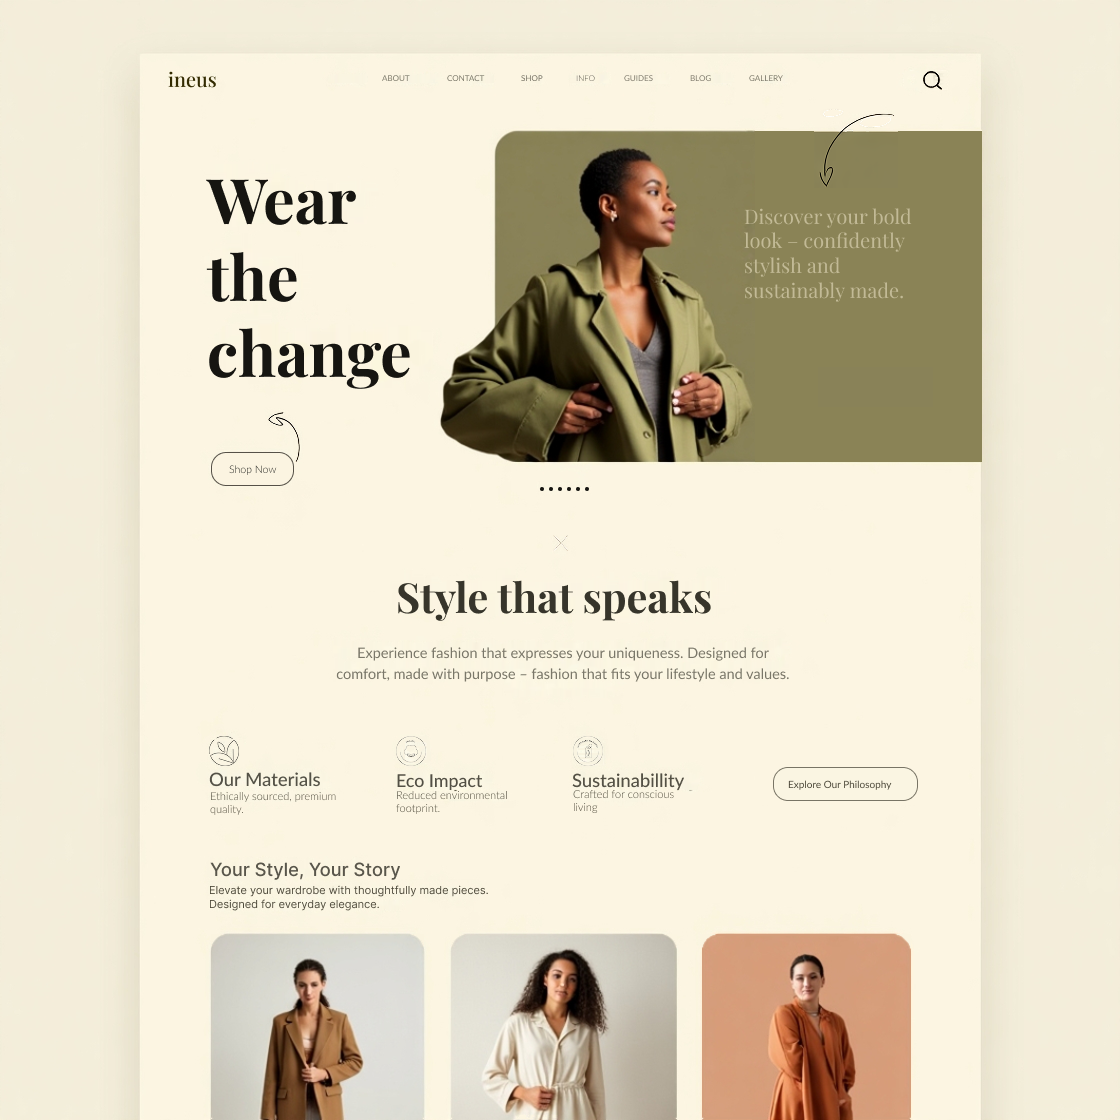 ineus
ABOUT CONTACT SHOP INFO GUIDES BLOG GALLERY
Wear
the
change
Discover your bold
look – confidently
stylish and
sustainably made.
Shop Now
Style that speaks
Experience fashion that expresses your uniqueness. Designed for
comfort, made with purpose – fashion that fits your lifestyle and values.
Our Materials
Ethically sourced, premium
quality.
Eco Impact
Reduced environmental
footprint.
Sustainabillity
Crafted for conscious
living
Explore Our Philosophy
Your Style, Your Story
Elevate your wardrobe with thoughtfully made pieces.
Designed for everyday elegance.